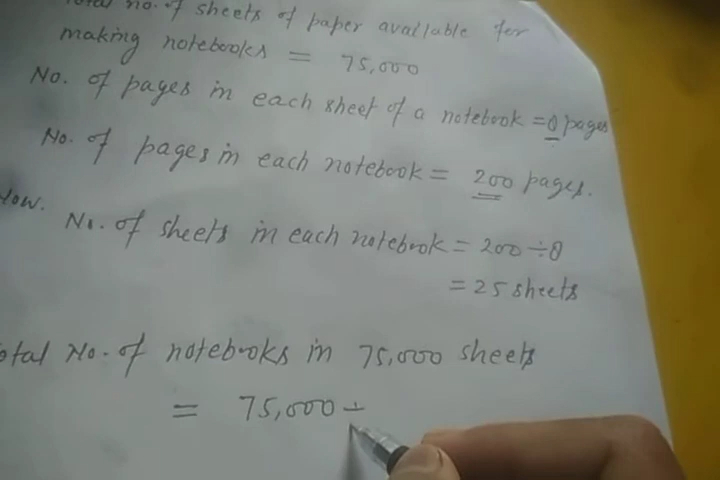 Total no. of sheets of paper available for
making notebooks = 75,000
No. of pages in each sheet of a notebook = 8 pages
No. of pages in each notebook = 200 pages.
Now.
No. of sheets in each notebook = 200 ÷ 8
= 25 sheets
Total No. of notebooks in 75,000 sheets
= 75,000 ÷